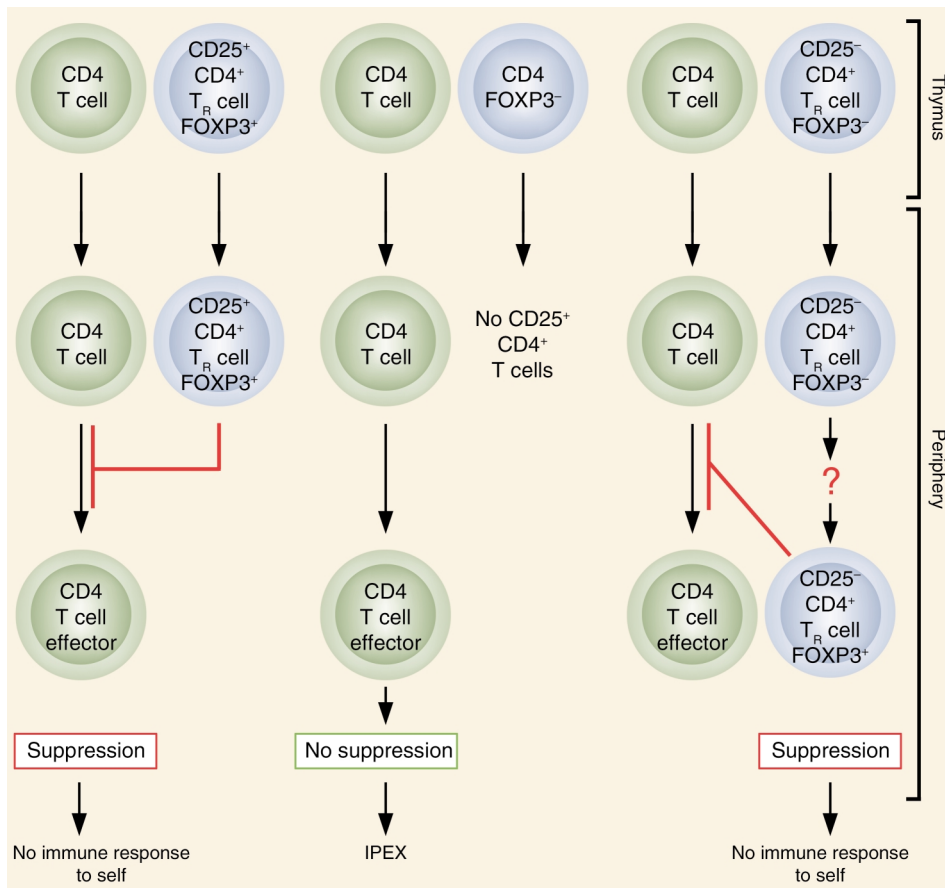 CD4
T cell
CD25⁺
CD4⁺
T_R cell
FOXP3⁺
CD4
T cell
CD4
FOXP3⁻
CD4
T cell
CD25⁻
CD4⁺
T_R cell
FOXP3⁻
Thymus
CD4
T cell
CD25⁺
CD4⁺
T_R cell
FOXP3⁺
CD4
T cell
No CD25⁺
CD4⁺
T cells
CD4
T cell
CD25⁻
CD4⁺
T_R cell
FOXP3⁻
Periphery
?
CD4
T cell
effector
CD4
T cell
effector
CD4
T cell
effector
CD25⁻
CD4⁺
T_R cell
FOXP3⁺
Suppression
No suppression
Suppression
No immune response
to self
IPEX
No immune response
to self